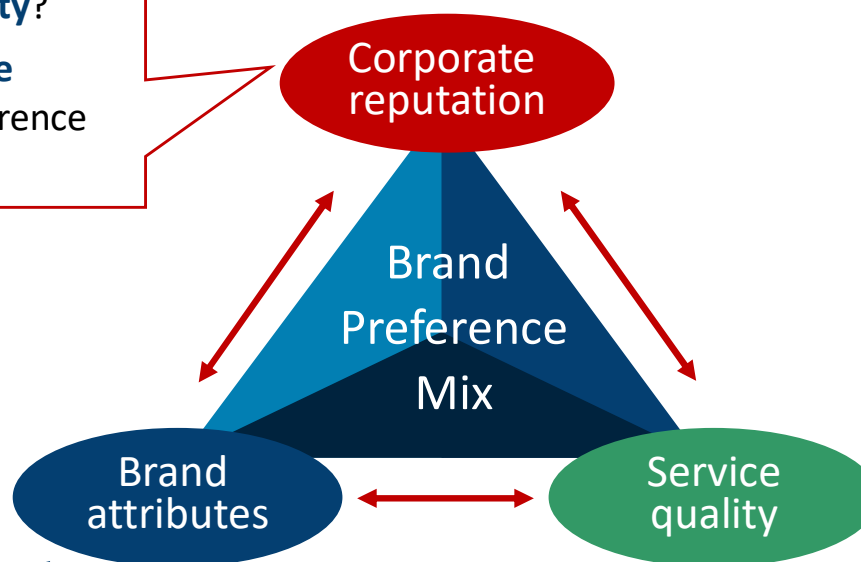 ty?
e
rence
Corporate
reputation
Brand
Preference
Mix
Brand
attributes
Service
quality